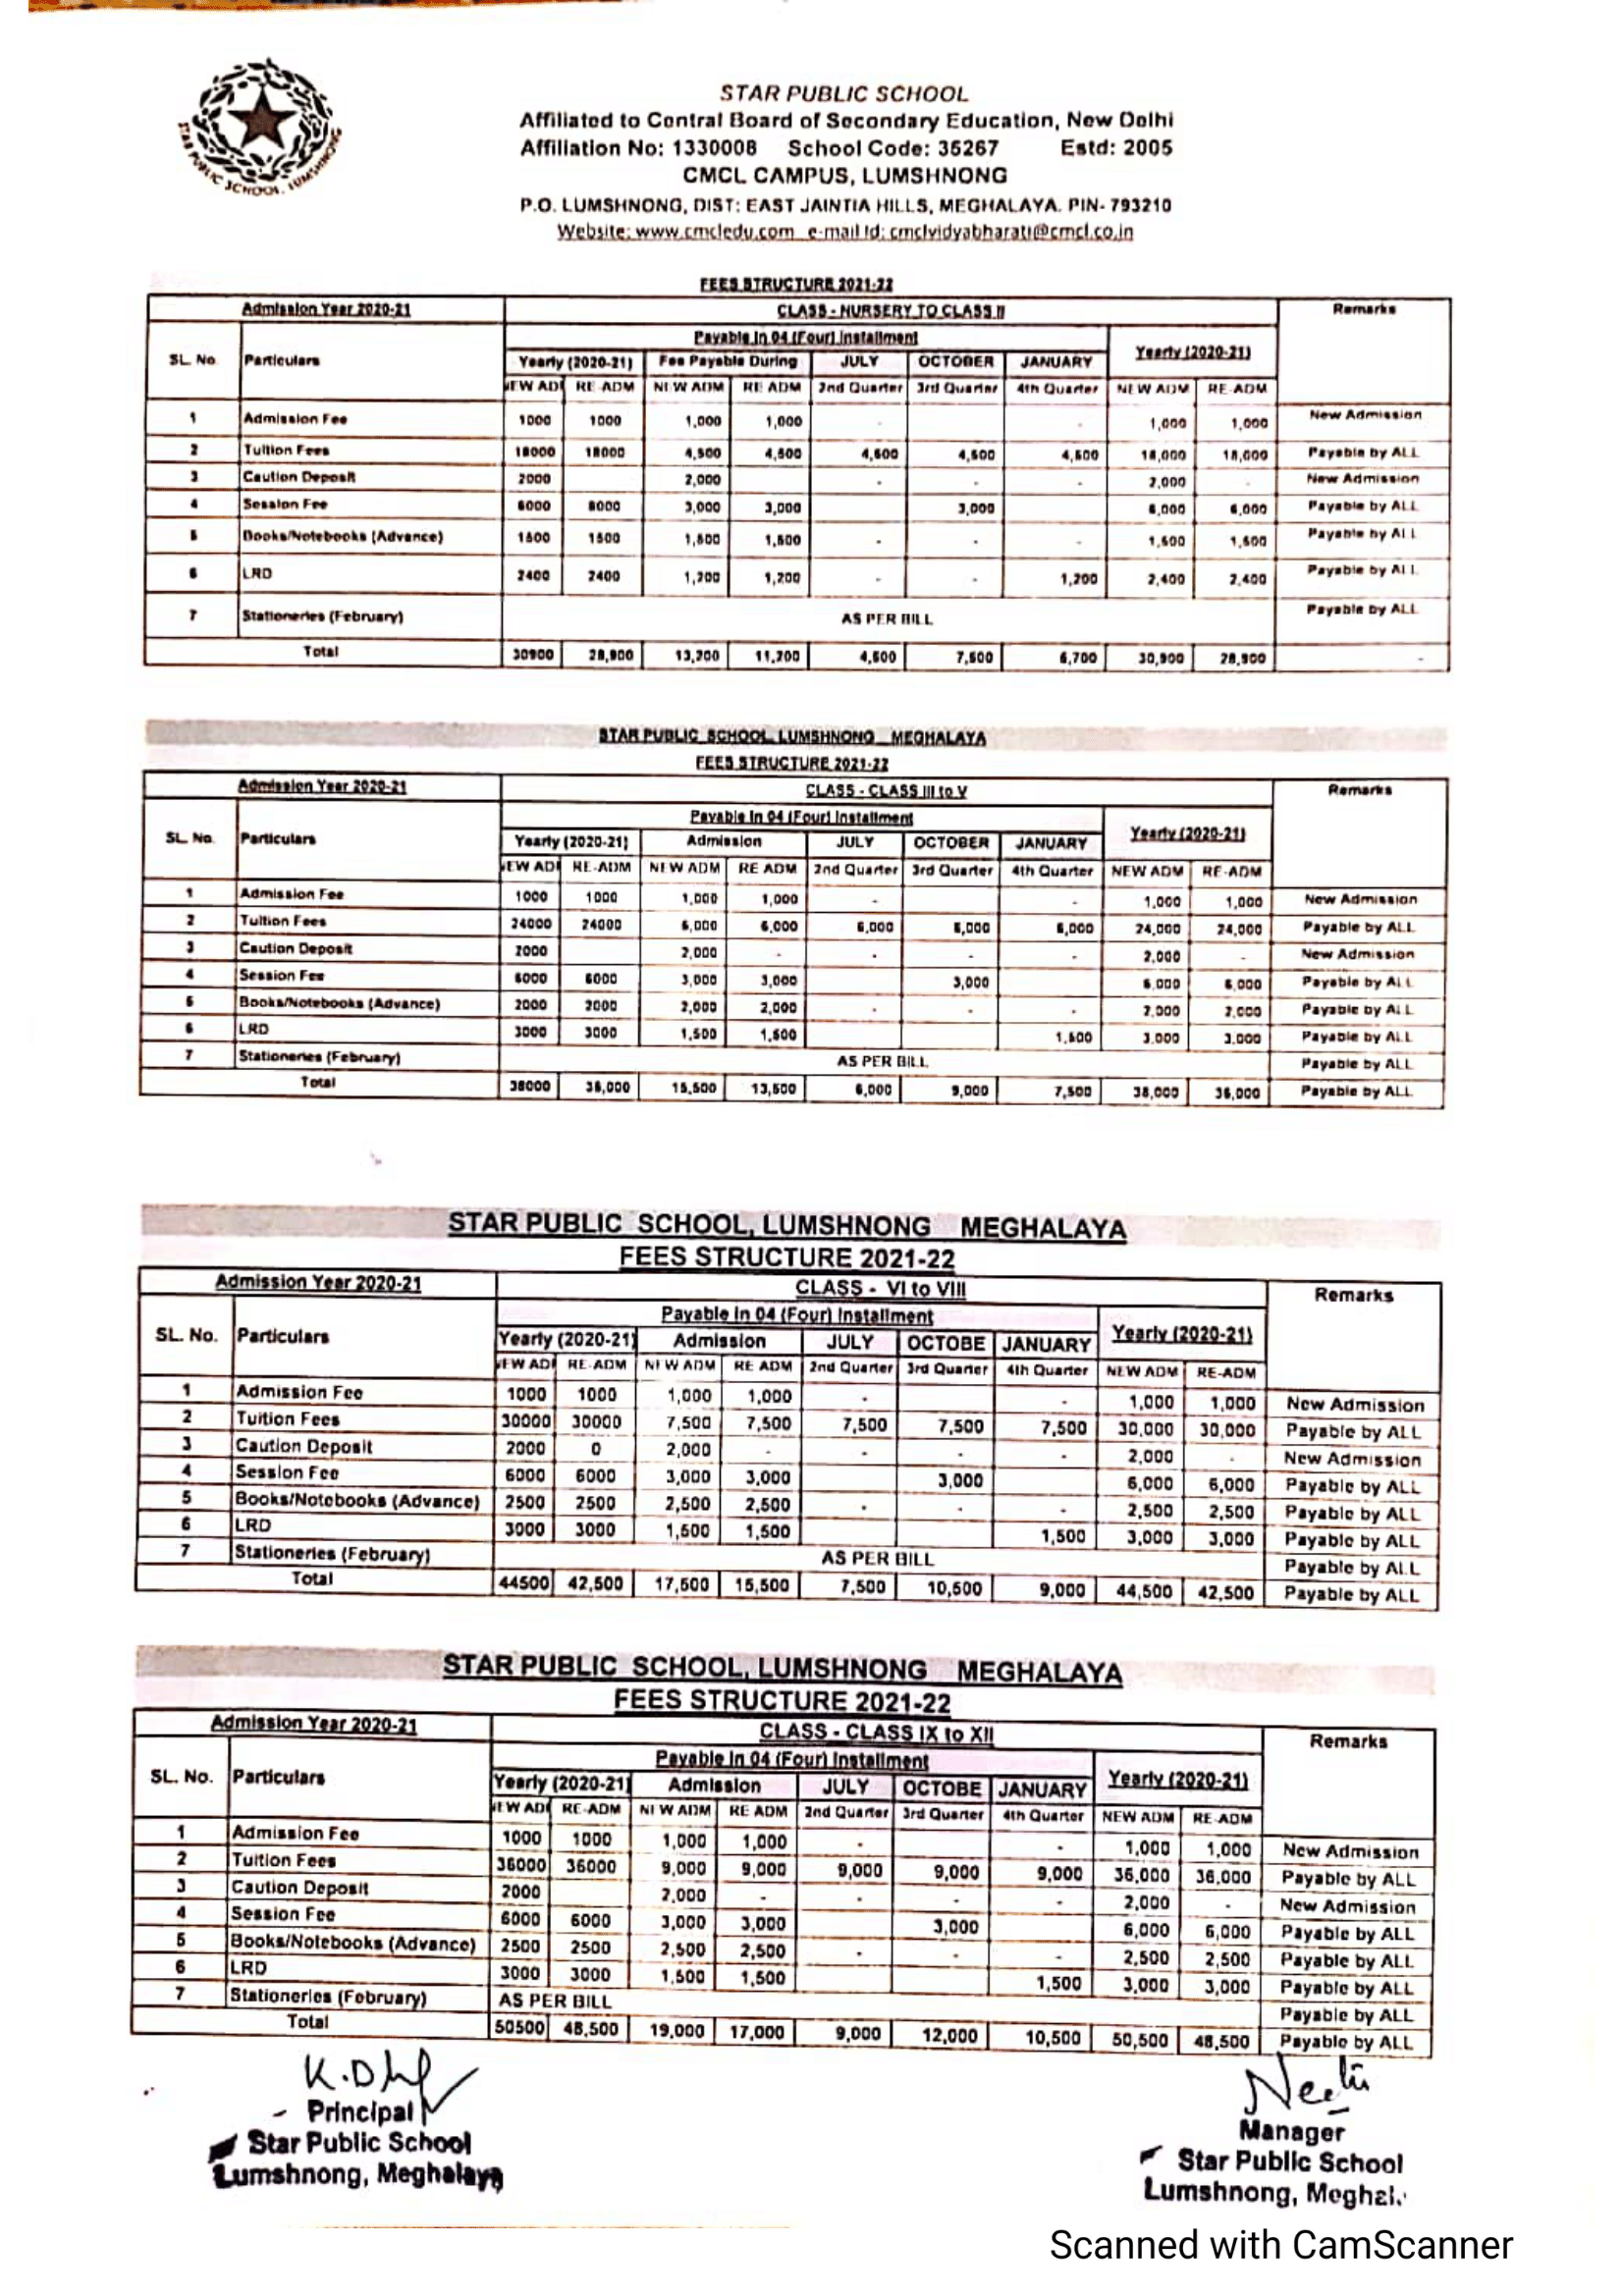 STAR PUBLIC SCHOOL
Affiliated to Central Board of Secondary Education, New Delhi
Affiliation No: 1330008 School Code: 35267 Estd: 2005
CMCL CAMPUS, LUMSHNONG
P.O. LUMSHNONG, DIST: EAST JAINTIA HILLS, MEGHALAYA. PIN- 793210
Website: www.cmcledu.com e-mail Id: cmclvidyabharati@cmcl.co.in
STAR PUBLIC SCHOOL, LUMSHNONG
FEES STRUCTURE 2021-22
Admission Year 2020-21 CLASS - NURSERY TO CLASS II Remarks
Payable In 04 (Four) Installment Yearly (2020-21)
SL. No Particulars Yearly (2020-21) Fee Payable During JULY OCTOBER JANUARY
NEW AD RE-ADM NEW ADM RE ADM 2nd Quarter 3rd Quarter 4th Quarter NEW ADM RE-ADM
1 Admission Fee 1000 1000 1,000 1,000 - - 1,000 1,000 New Admission
2 Tuition Fees 18000 18000 4,500 4,500 4,500 4,500 4,500 18,000 18,000 Payable by ALL
3 Caution Deposit 2000 2,000 - - - 2,000 - New Admission
4 Session Fee 6000 6000 3,000 3,000 3,000 6,000 6,000 Payable by ALL
5 Books/Notebooks (Advance) 1500 1500 1,500 1,500 - - - 1,500 1,500 Payable by ALL
6 LRD 2400 2400 1,200 1,200 - - 1,200 2,400 2,400 Payable by ALL
7 Stationeries (February) AS PER BILL Payable by ALL
Total 30900 28,900 13,200 11,200 4,500 7,500 5,700 30,900 28,900 -
STAR PUBLIC SCHOOL, LUMSHNONG MEGHALAYA
FEES STRUCTURE 2021-22
Admission Year 2020-21 CLASS - CLASS III to V Remarks
Payable In 04 (Four) Installment Yearly (2020-21)
SL. No. Particulars Yearly (2020-21) Admission JULY OCTOBER JANUARY
NEW AD RE-ADM NEW ADM RE ADM 2nd Quarter 3rd Quarter 4th Quarter NEW ADM RE-ADM
1 Admission Fee 1000 1000 1,000 1,000 - - 1,000 1,000 New Admission
2 Tuition Fees 24000 24000 6,000 6,000 6,000 6,000 6,000 24,000 24,000 Payable by ALL
3 Caution Deposit 2000 2,000 - - - - 2,000 - New Admission
4 Session Fee 6000 6000 3,000 3,000 3,000 6,000 6,000 Payable by ALL
5 Books/Notebooks (Advance) 2000 2000 2,000 2,000 - - - 2,000 2,000 Payable by ALL
6 LRD 3000 3000 1,500 1,500 1,500 3,000 3,000 Payable by ALL
7 Stationeries (February) AS PER BILL Payable by ALL
Total 38000 36,000 15,500 13,500 6,000 9,000 7,500 38,000 36,000 Payable by ALL
STAR PUBLIC SCHOOL, LUMSHNONG MEGHALAYA
FEES STRUCTURE 2021-22
Admission Year 2020-21 CLASS - VI to VIII Remarks
Payable In 04 (Four) Installment Yearly (2020-21)
SL. No. Particulars Yearly (2020-21) Admission JULY OCTOBE JANUARY
NEW AD RE-ADM NEW ADM RE ADM 2nd Quarter 3rd Quarter 4th Quarter NEW ADM RE-ADM
1 Admission Fee 1000 1000 1,000 1,000 - - 1,000 1,000 New Admission
2 Tuition Fees 30000 30000 7,500 7,500 7,500 7,500 7,500 30,000 30,000 Payable by ALL
3 Caution Deposit 2000 0 2,000 - - - - 2,000 - New Admission
4 Session Fee 6000 6000 3,000 3,000 3,000 6,000 6,000 Payable by ALL
5 Books/Notebooks (Advance) 2500 2500 2,500 2,500 - - - 2,500 2,500 Payable by ALL
6 LRD 3000 3000 1,500 1,500 1,500 3,000 3,000 Payable by ALL
7 Stationeries (February) AS PER BILL Payable by ALL
Total 44500 42,500 17,500 15,500 7,500 10,500 9,000 44,500 42,500 Payable by ALL
STAR PUBLIC SCHOOL, LUMSHNONG MEGHALAYA
FEES STRUCTURE 2021-22
Admission Year 2020-21 CLASS - CLASS IX to XII Remarks
Payable In 04 (Four) Installment Yearly (2020-21)
SL. No. Particulars Yearly (2020-21) Admission JULY OCTOBE JANUARY
NEW AD RE-ADM NEW ADM RE ADM 2nd Quarter 3rd Quarter 4th Quarter NEW ADM RE-ADM
1 Admission Fee 1000 1000 1,000 1,000 - - 1,000 1,000 New Admission
2 Tuition Fees 36000 36000 9,000 9,000 9,000 9,000 9,000 36,000 36,000 Payable by ALL
3 Caution Deposit 2000 2,000 - - - - 2,000 - New Admission
4 Session Fee 6000 6000 3,000 3,000 3,000 6,000 6,000 Payable by ALL
5 Books/Notebooks (Advance) 2500 2500 2,500 2,500 - - - 2,500 2,500 Payable by ALL
6 LRD 3000 3000 1,500 1,500 1,500 3,000 3,000 Payable by ALL
7 Stationeries (February) AS PER BILL Payable by ALL
Total 50500 48,500 19,000 17,000 9,000 12,000 10,500 50,500 48,500 Payable by ALL
Principal
Star Public School
Lumshnong, Meghalaya
Manager
Star Public School
Lumshnong, Meghal.
Scanned with CamScanner